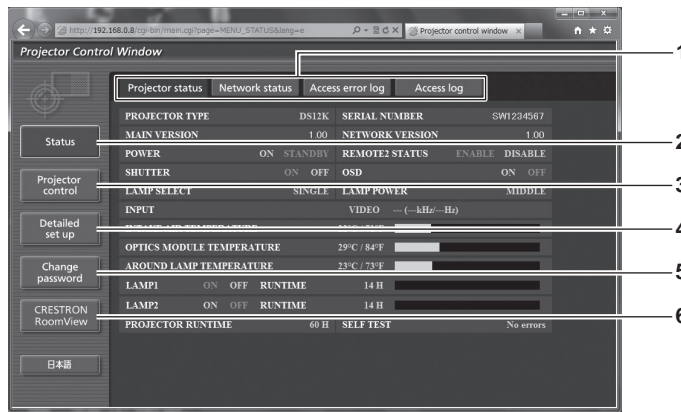 http://192.168.0.8/cgi-bin/main.cgi?page=MENU_STATUS&lang=e
Projector control window
Projector Control Window
1
Projector status Network status Access error log Access log
PROJECTOR TYPE DS12K SERIAL NUMBER SW1234567
MAIN VERSION 1.00 NETWORK VERSION 1.00
Status
2
POWER ON STANDBY REMOTE2 STATUS ENABLE DISABLE
SHUTTER ON OFF OSD ON OFF
Projector control
3
LAMP SELECT SINGLE LAMP POWER MIDDLE
INPUT VIDEO --- (---kHz/---Hz)
Detailed set up
4
INTAKE AIR TEMPERATURE
OPTICS MODULE TEMPERATURE 29°C / 84°F
AROUND LAMP TEMPERATURE 23°C / 73°F
Change password
5
LAMP1 ON OFF RUNTIME 14 H
LAMP2 ON OFF RUNTIME 14 H
CRESTRON RoomView
6
PROJECTOR RUNTIME 60 H SELF TEST No errors
日本語